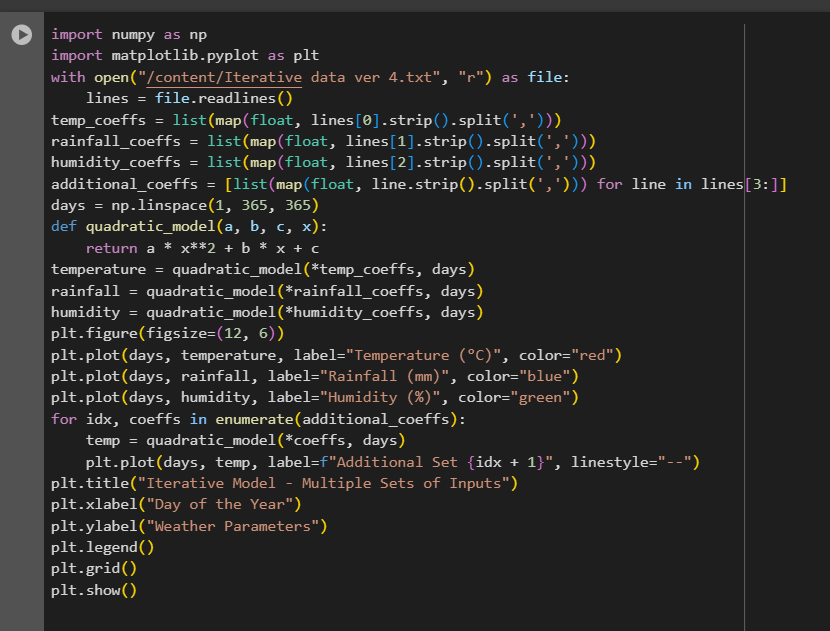 import numpy as np
import matplotlib.pyplot as plt
with open("/content/Iterative data ver 4.txt", "r") as file:
    lines = file.readlines()
temp_coeffs = list(map(float, lines[0].strip().split(',')))
rainfall_coeffs = list(map(float, lines[1].strip().split(',')))
humidity_coeffs = list(map(float, lines[2].strip().split(',')))
additional_coeffs = [list(map(float, line.strip().split(','))) for line in lines[3:]]
days = np.linspace(1, 365, 365)
def quadratic_model(a, b, c, x):
    return a * x**2 + b * x + c
temperature = quadratic_model(*temp_coeffs, days)
rainfall = quadratic_model(*rainfall_coeffs, days)
humidity = quadratic_model(*humidity_coeffs, days)
plt.figure(figsize=(12, 6))
plt.plot(days, temperature, label="Temperature (°C)", color="red")
plt.plot(days, rainfall, label="Rainfall (mm)", color="blue")
plt.plot(days, humidity, label="Humidity (%)", color="green")
for idx, coeffs in enumerate(additional_coeffs):
    temp = quadratic_model(*coeffs, days)
    plt.plot(days, temp, label=f"Additional Set {idx + 1}", linestyle="--")
plt.title("Iterative Model - Multiple Sets of Inputs")
plt.xlabel("Day of the Year")
plt.ylabel("Weather Parameters")
plt.legend()
plt.grid()
plt.show()